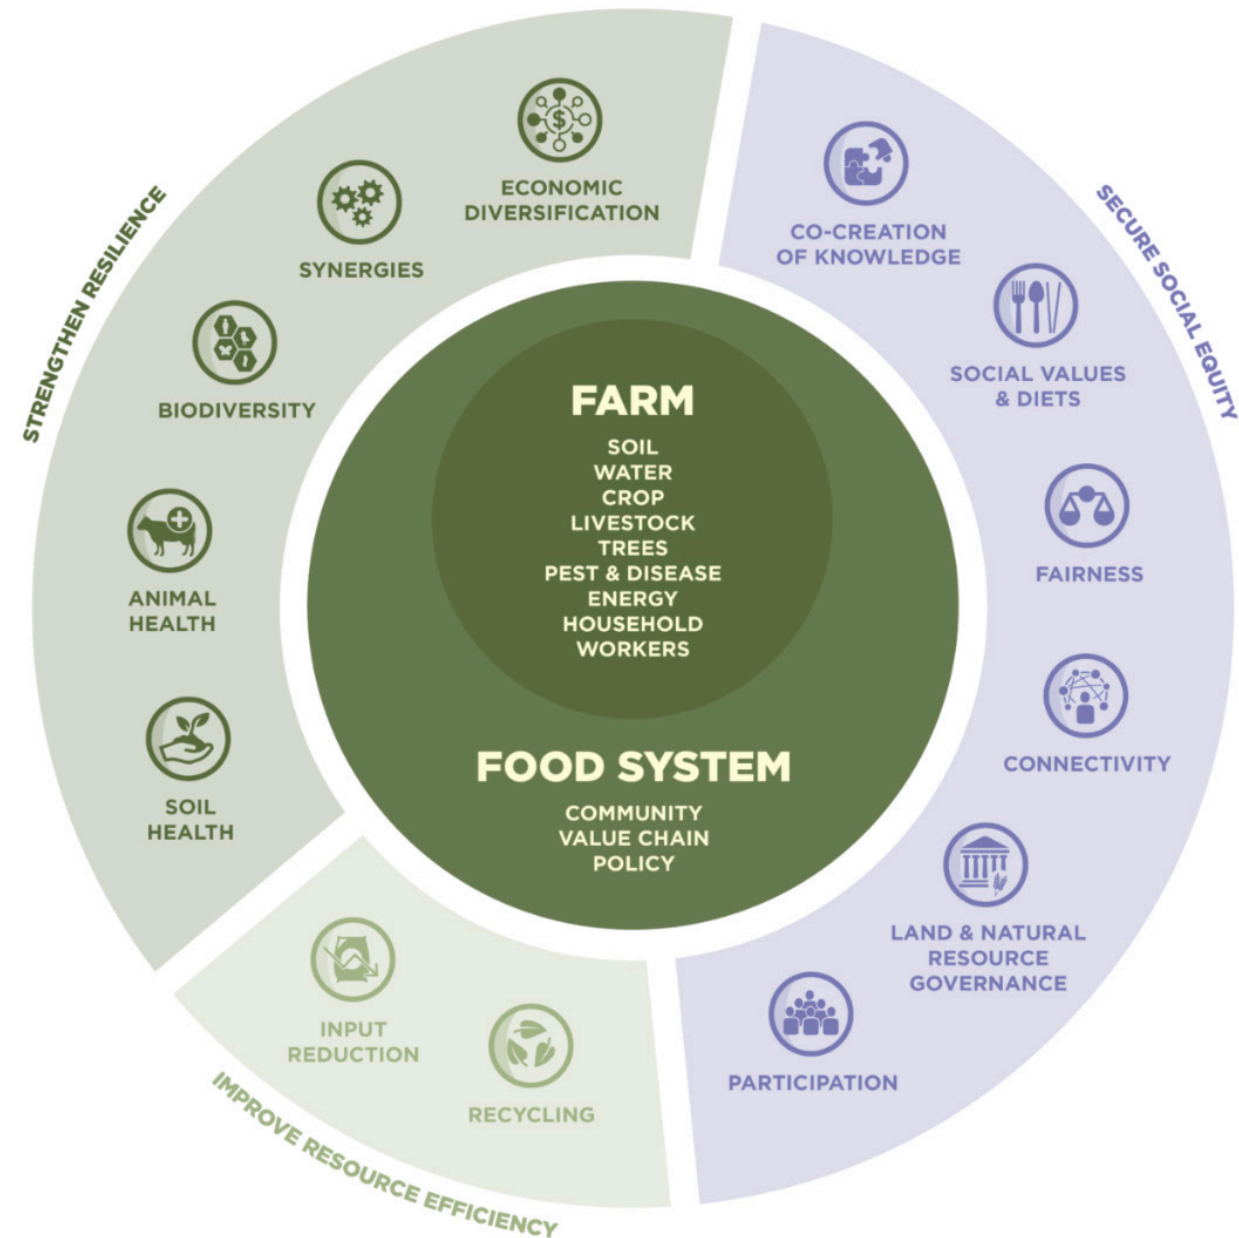 STRENGTHEN RESILIENCE
ECONOMIC
DIVERSIFICATION
$
SYNERGIES
BIODIVERSITY
ANIMAL
HEALTH
SOIL
HEALTH
IMPROVE RESOURCE EFFICIENCY
INPUT
REDUCTION
RECYCLING
SECURE SOCIAL EQUITY
CO-CREATION
OF KNOWLEDGE
SOCIAL VALUES
& DIETS
FAIRNESS
CONNECTIVITY
LAND & NATURAL
RESOURCE
GOVERNANCE
PARTICIPATION
FARM
SOIL
WATER
CROP
LIVESTOCK
TREES
PEST & DISEASE
ENERGY
HOUSEHOLD
WORKERS
FOOD SYSTEM
COMMUNITY
VALUE CHAIN
POLICY